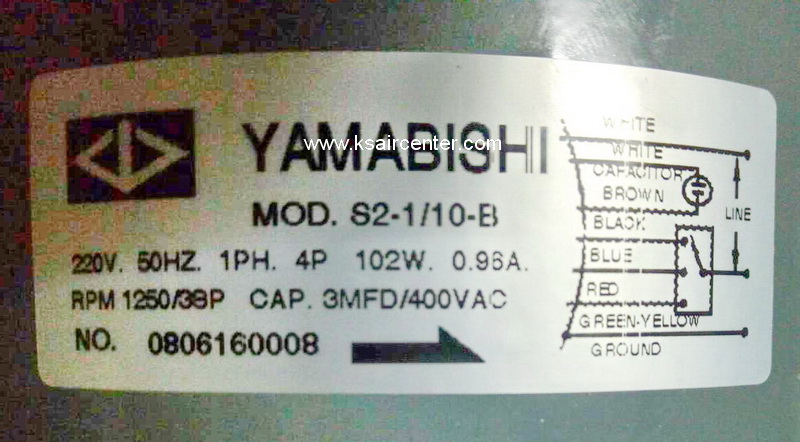 YAMABISHI
www.ksaircenter.com
MOD. S2-1/10-B
220V. 50HZ. 1PH. 4P 102W. 0.96A.
RPM 1250/3SP CAP. 3MFD/400VAC
NO. 0806160008
WHITE
WHITE
CAPACITOR
BROWN
LINE
BLACK
BLUE
RED
GREEN-YELLOW
GROUND